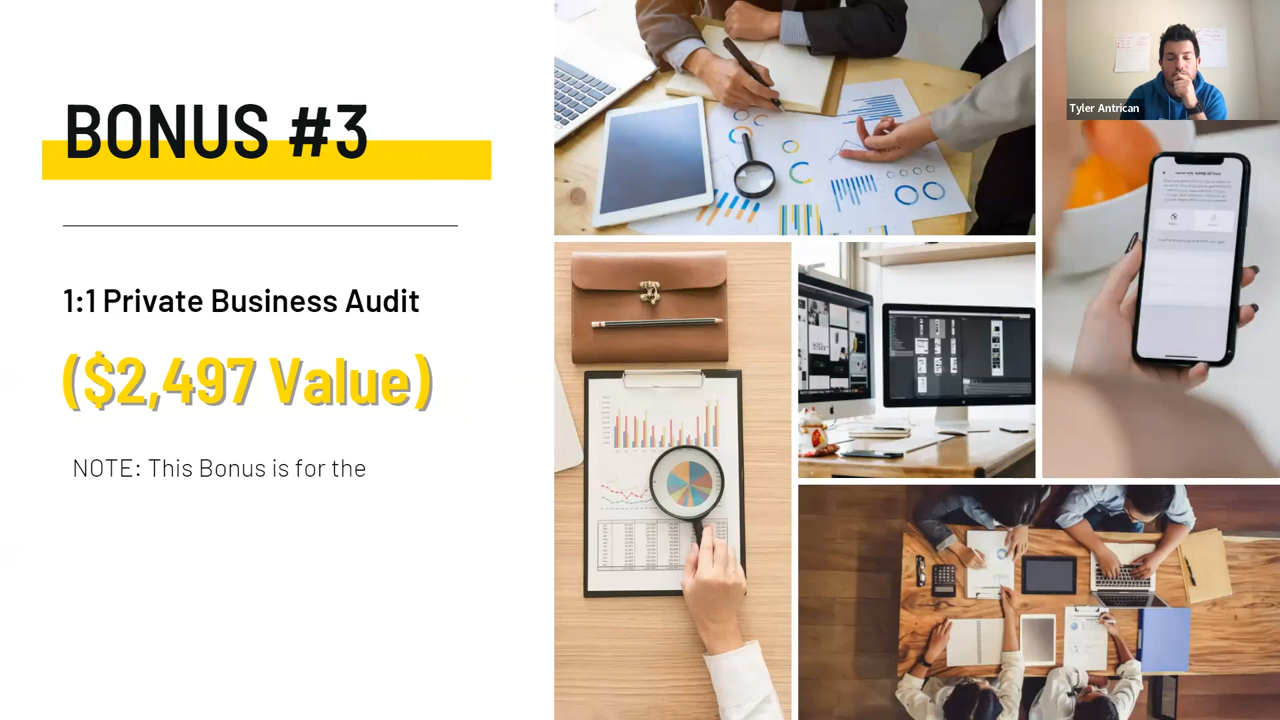 BONUS #3
1:1 Private Business Audit
($2,497 Value)
NOTE: This Bonus is for the
Tyler Antrican